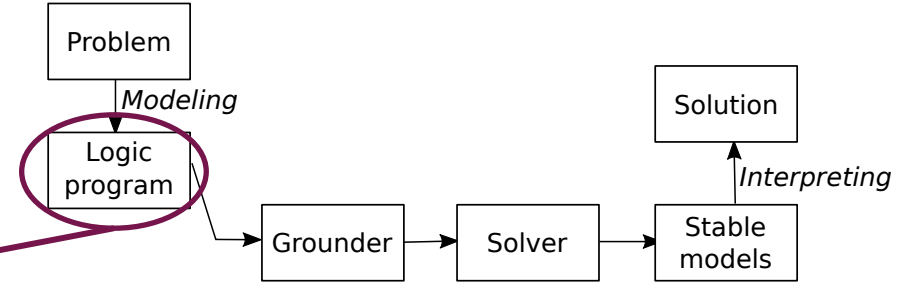 Problem
Modeling
Logic
program
Grounder
Solver
Stable
models
Interpreting
Solution